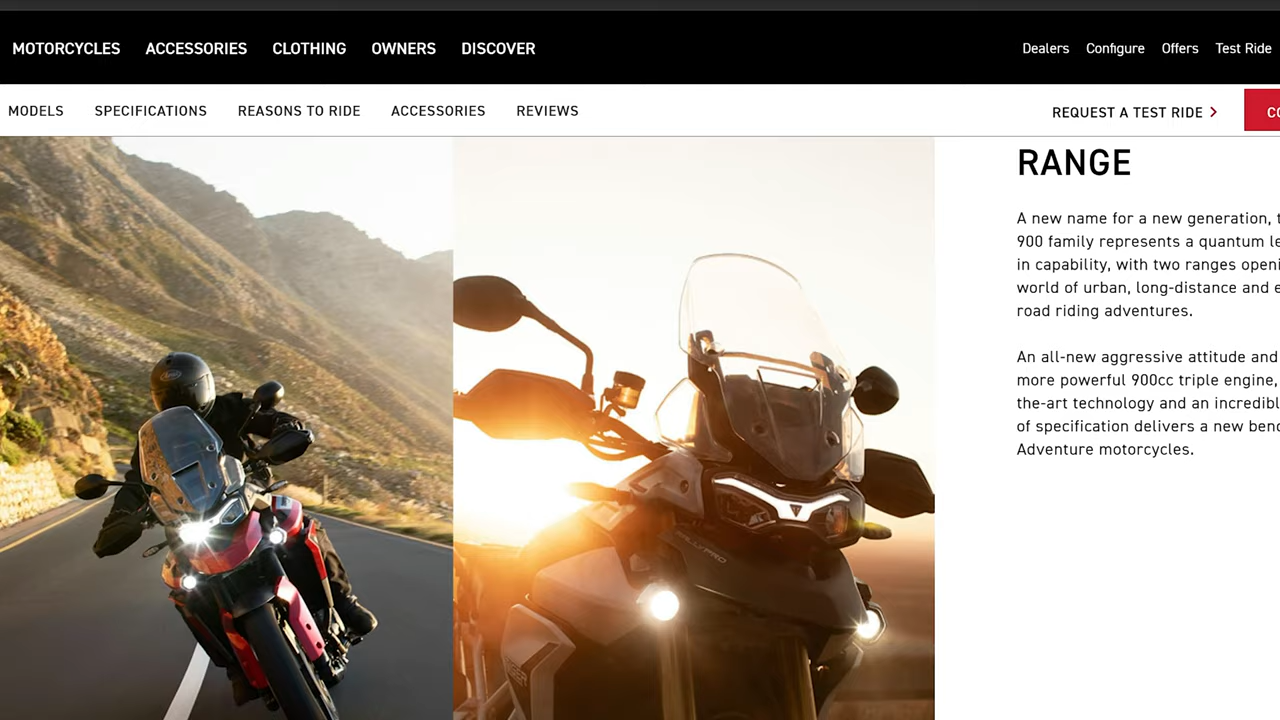 MOTORCYCLES ACCESSORIES CLOTHING OWNERS DISCOVER Dealers Configure Offers Test Ride
MODELS SPECIFICATIONS REASONS TO RIDE ACCESSORIES REVIEWS REQUEST A TEST RIDE
RANGE
A new name for a new generation,
900 family represents a quantum
in capability, with two ranges
world of urban, long-distance and
road riding adventures.
An all-new aggressive attitude and
more powerful 900cc triple engine,
the-art technology and an
of specification delivers a new
Adventure motorcycles.
RALLY PRO
Arai